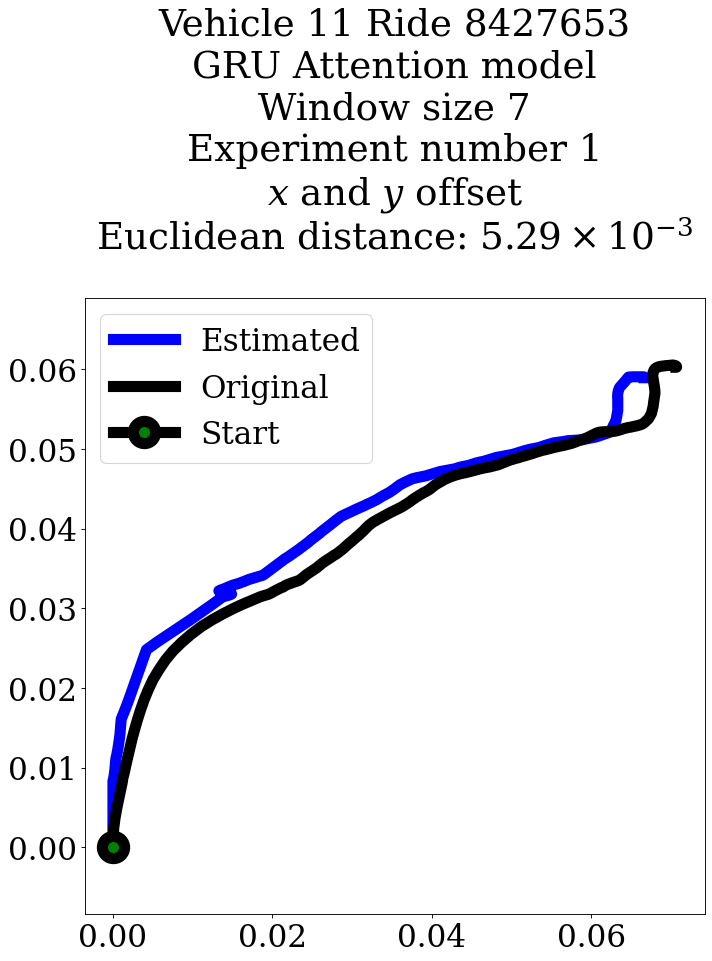 Vehicle 11 Ride 8427653
GRU Attention model
Window size 7
Experiment number 1
x and y offset
Euclidean distance: 5.29 × 10⁻³
Estimated
Original
Start
0.06
0.05
0.04
0.03
0.02
0.01
0.00
0.00 0.02 0.04 0.06